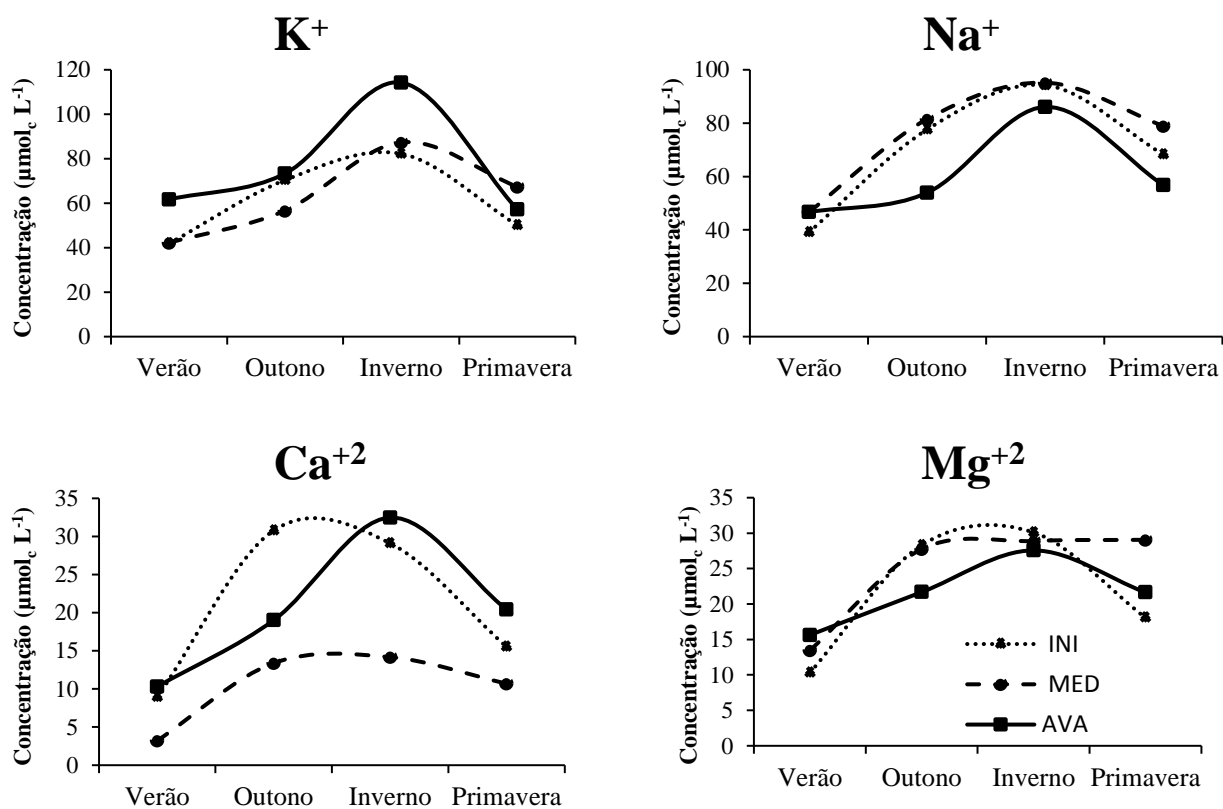 K+
Concentração (µmolc L-1)
120
100
80
60
40
20
0
Verão Outono Inverno Primavera
Na+
Concentração (µmolc L-1)
100
80
60
40
20
0
Verão Outono Inverno Primavera
Ca+2
Concentração (µmolc L-1)
35
30
25
20
15
10
5
0
Verão Outono Inverno Primavera
Mg+2
Concentração (µmolc L-1)
35
30
25
20
15
10
5
0
Verão Outono Inverno Primavera
INI
MED
AVA